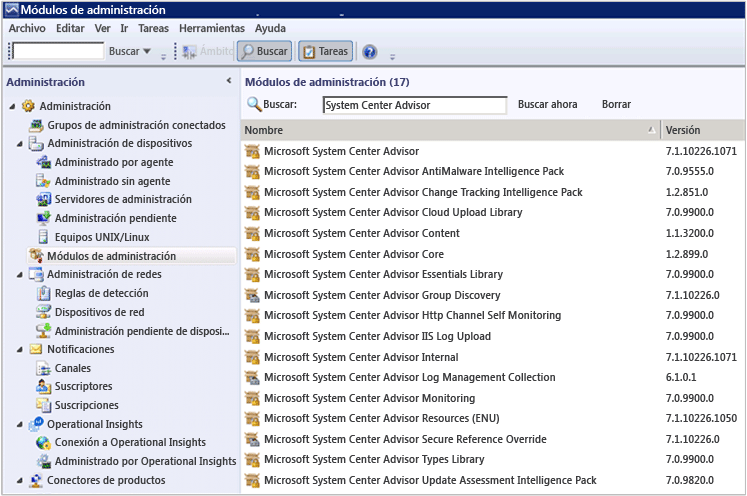 Módulos de administración
Archivo Editar Ver Ir Tareas Herramientas Ayuda
Buscar Ámbito Buscar Tareas
Administración
Administración
Grupos de administración conectados
Administración de dispositivos
Administrado por agente
Administrado sin agente
Servidores de administración
Administración pendiente
Equipos UNIX/Linux
Módulos de administración
Administración de redes
Reglas de detección
Dispositivos de red
Administración pendiente de disposi...
Notificaciones
Canales
Suscriptores
Suscripciones
Operational Insights
Conexión a Operational Insights
Administrado por Operational Insights
Conectores de productos
Módulos de administración (17)
Buscar: System Center Advisor Buscar ahora Borrar
Nombre Versión
Microsoft System Center Advisor 7.1.10226.1071
Microsoft System Center Advisor AntiMalware Intelligence Pack 7.0.9555.0
Microsoft System Center Advisor Change Tracking Intelligence Pack 1.2.851.0
Microsoft System Center Advisor Cloud Upload Library 7.0.9900.0
Microsoft System Center Advisor Content 1.1.3200.0
Microsoft System Center Advisor Core 1.2.899.0
Microsoft System Center Advisor Essentials Library 7.0.9900.0
Microsoft System Center Advisor Group Discovery 7.1.10226.0
Microsoft System Center Advisor Http Channel Self Monitoring 7.0.9900.0
Microsoft System Center Advisor IIS Log Upload 7.0.9900.0
Microsoft System Center Advisor Internal 7.1.10226.1071
Microsoft System Center Advisor Log Management Collection 6.1.0.1
Microsoft System Center Advisor Monitoring 7.0.9900.0
Microsoft System Center Advisor Resources (ENU) 7.1.10226.1050
Microsoft System Center Advisor Secure Reference Override 7.1.10226.0
Microsoft System Center Advisor Types Library 7.0.9900.0
Microsoft System Center Advisor Update Assessment Intelligence Pack 7.0.9820.0